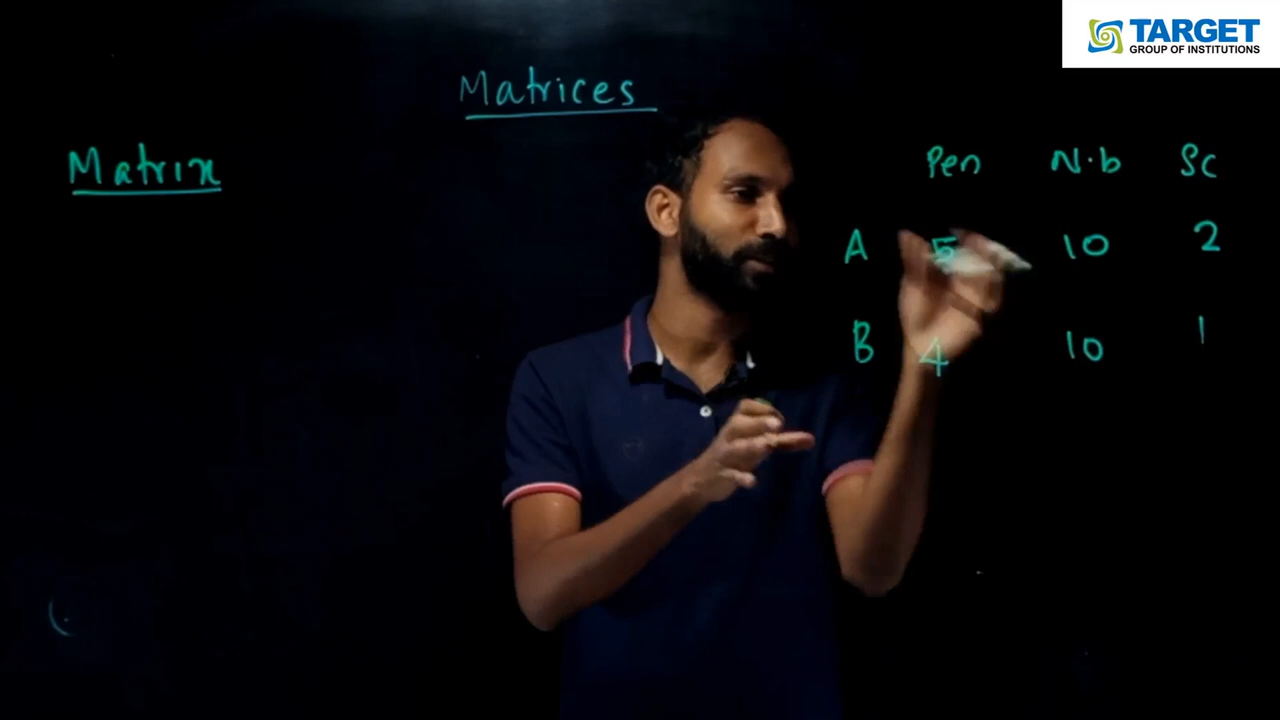 TARGET
GROUP OF INSTITUTIONS
Matrices
Matrix
Pen N.b Sc
A 5 10 2
B 4 10 1